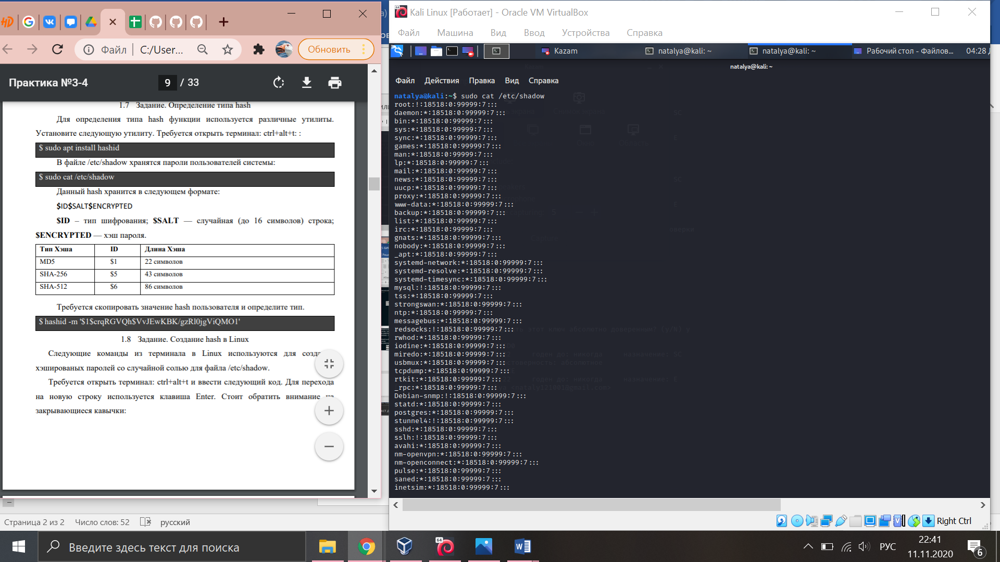 Файл
C:/User...
Обновить
Практика №3-4
9 / 33
1.7 Задание. Определение типа hash
Для определения типа hash функции используется различные утилиты.
Установите следующую утилиту. Требуется открыть терминал: ctrl+alt+t: :
$ sudo apt install hashid
В файле /etc/shadow хранятся пароли пользователей системы:
$ sudo cat /etc/shadow
Данный hash хранится в следующем формате:
$ID$SALT$ENCRYPTED
$ID – тип шифрования; $SALT — случайная (до 16 символов) строка;
$ENCRYPTED — хэш пароля.
Тип Хэша ID Длина Хэша
MD5 $1 22 символов
SHA-256 $5 43 символов
SHA-512 $6 86 символов
Требуется скопировать значение hash пользователя и определите тип.
$ hashid -m '$1$crqRGVQh$VvJEwKBK/gzRl0jgViQMO1'
1.8 Задание. Создание hash в Linux
Следующие команды из терминала в Linux используются для созда
хэшированых паролей со случайной солью для файла /etc/shadow.
Требуется открыть терминал: ctrl+alt+t и ввести следующий код. Для перехода
на новую строку используется клавиша Enter. Стоит обратить внимание
закрывающиеся кавычки:
Страница 2 из 2 Число слов: 52 русский
Kali Linux [Работает] - Oracle VM VirtualBox
Файл Машина Вид Ввод Устройства Справка
Kazam natalya@kali: ~ natalya@kali: ~ Рабочий стол - Файлов... 04:28
natalya@kali: ~
Файл Действия Правка Вид Справка
natalya@kali:~$ sudo cat /etc/shadow
root:!:18518:0:99999:7:::
daemon:*:18518:0:99999:7:::
bin:*:18518:0:99999:7:::
sys:*:18518:0:99999:7:::
sync:*:18518:0:99999:7:::
games:*:18518:0:99999:7:::
man:*:18518:0:99999:7:::
lp:*:18518:0:99999:7:::
mail:*:18518:0:99999:7:::
news:*:18518:0:99999:7:::
uucp:*:18518:0:99999:7:::
proxy:*:18518:0:99999:7:::
www-data:*:18518:0:99999:7:::
backup:*:18518:0:99999:7:::
list:*:18518:0:99999:7:::
irc:*:18518:0:99999:7:::
gnats:*:18518:0:99999:7:::
nobody:*:18518:0:99999:7:::
_apt:*:18518:0:99999:7:::
systemd-network:*:18518:0:99999:7:::
systemd-resolve:*:18518:0:99999:7:::
systemd-timesync:*:18518:0:99999:7:::
mysql:!:18518:0:99999:7:::
tss:*:18518:0:99999:7:::
strongswan:*:18518:0:99999:7:::
ntp:*:18518:0:99999:7:::
messagebus:*:18518:0:99999:7:::
redsocks:!:18518:0:99999:7:::
rwhod:*:18518:0:99999:7:::
iodine:*:18518:0:99999:7:::
miredo:*:18518:0:99999:7:::
usbmux:*:18518:0:99999:7:::
tcpdump:*:18518:0:99999:7:::
rtkit:*:18518:0:99999:7:::
_rpc:*:18518:0:99999:7:::
Debian-snmp:!:18518:0:99999:7:::
statd:*:18518:0:99999:7:::
postgres:*:18518:0:99999:7:::
stunnel4:!:18518:0:99999:7:::
sshd:*:18518:0:99999:7:::
sslh:!:18518:0:99999:7:::
avahi:*:18518:0:99999:7:::
nm-openvpn:*:18518:0:99999:7:::
nm-openconnect:*:18518:0:99999:7:::
pulse:*:18518:0:99999:7:::
saned:*:18518:0:99999:7:::
inetsim:*:18518:0:99999:7:::
Right Ctrl
Введите здесь текст для поиска
РУС
22:41
11.11.2020
6